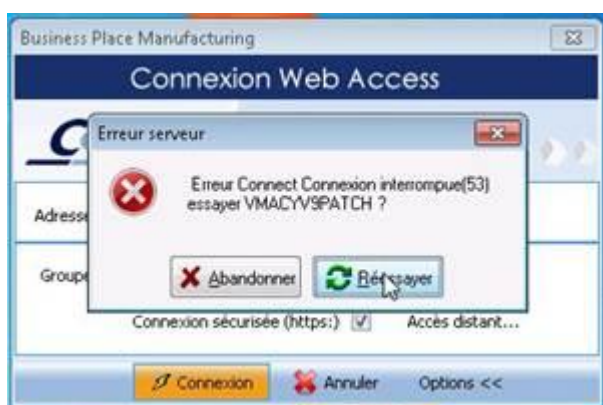 Business Place Manufacturing
Connexion Web Access
C
Erreur serveur
Erreur Connect Connexion interrompue(53)
essayer VMACYV9PATCH ?
Adresse
Abandonner
Réessayer
Groupe
Connexion sécurisée (https:)
Accès distant...
Connexion
Annuler
Options <<